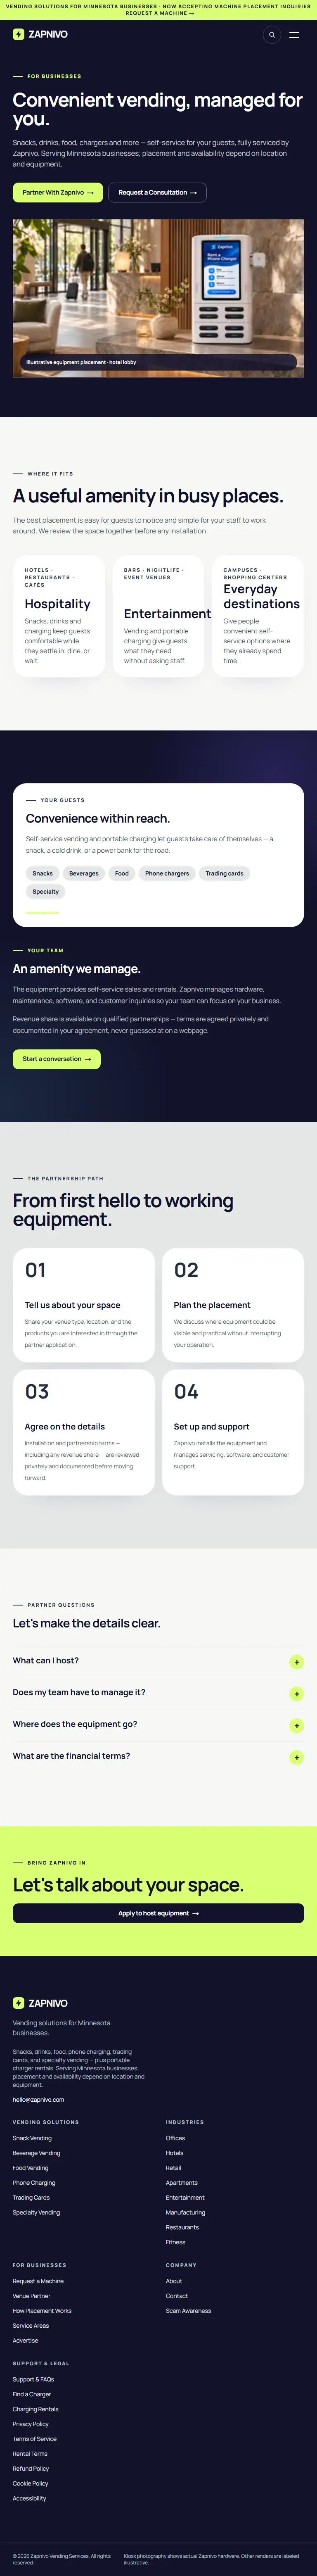 VENDING SOLUTIONS FOR MINNESOTA BUSINESSES · NOW ACCEPTING MACHINE PLACEMENT INQUIRIES
REQUEST A MACHINE →
ZAPNIVO
FOR BUSINESSES
Convenient vending, managed for
you.
Snacks, drinks, food, chargers and more — self-service for your guests, fully serviced by
Zapnivo. Serving Minnesota businesses; placement and availability depend on location
and equipment.
Partner With Zapnivo →
Request a Consultation →
Zapnivo
Rent a
Phone Charger
Illustrative equipment placement · hotel lobby
WHERE IT FITS
A useful amenity in busy places.
The best placement is easy for guests to notice and simple for your staff to work
around. We review the space together before any installation.
HOTELS ·
RESTAURANTS ·
CAFÉS
Hospitality
Snacks, drinks and
charging keep guests
comfortable while
they settle in, dine, or
wait.
BARS · NIGHTLIFE ·
EVENT VENUES
Entertainment
Vending and portable
charging give guests
what they need
without asking staff.
CAMPUSES ·
SHOPPING CENTERS
Everyday
destinations
Give people
convenient self-
service options where
they already spend
time.
YOUR GUESTS
Convenience within reach.
Self-service vending and portable charging let guests take care of themselves — a
snack, a cold drink, or a power bank for the road.
Snacks
Beverages
Food
Phone chargers
Trading cards
Specialty
YOUR TEAM
An amenity we manage.
The equipment provides self-service sales and rentals. Zapnivo manages hardware,
maintenance, software, and customer inquiries so your team can focus on your business.
Revenue share is available on qualified partnerships — terms are agreed privately and
documented in your agreement, never guessed at on a webpage.
Start a conversation →
THE PARTNERSHIP PATH
From first hello to working
equipment.
01
Tell us about your space
Share your venue type, location, and the
products you are interested in through the
partner application.
02
Plan the placement
We discuss where equipment could be
visible and practical without interrupting
your operation.
03
Agree on the details
Installation and partnership terms —
including any revenue share — are reviewed
privately and documented before moving
forward.
04
Set up and support
Zapnivo installs the equipment and
manages servicing, software, and customer
support.
PARTNER QUESTIONS
Let's make the details clear.
What can I host?
+
Does my team have to manage it?
+
Where does the equipment go?
+
What are the financial terms?
+
BRING ZAPNIVO IN
Let's talk about your space.
Apply to host equipment →
ZAPNIVO
Vending solutions for Minnesota
businesses.
Snacks, drinks, food, phone charging, trading
cards, and specialty vending — plus portable
charger rentals. Serving Minnesota businesses;
placement and availability depend on location and
equipment.
hello@zapnivo.com
VENDING SOLUTIONS
Snack Vending
Beverage Vending
Food Vending
Phone Charging
Trading Cards
Specialty Vending
INDUSTRIES
Offices
Hotels
Retail
Apartments
Entertainment
Manufacturing
Restaurants
Fitness
FOR BUSINESSES
Request a Machine
Venue Partner
How Placement Works
Service Areas
Advertise
COMPANY
About
Contact
Scam Awareness
SUPPORT & LEGAL
Support & FAQs
Find a Charger
Charging Rentals
Privacy Policy
Terms of Service
Rental Terms
Refund Policy
Cookie Policy
Accessibility
© 2026 Zapnivo Vending Services. All rights
reserved.
Kiosk photography shows actual Zapnivo hardware. Other renders are labeled
illustrative.